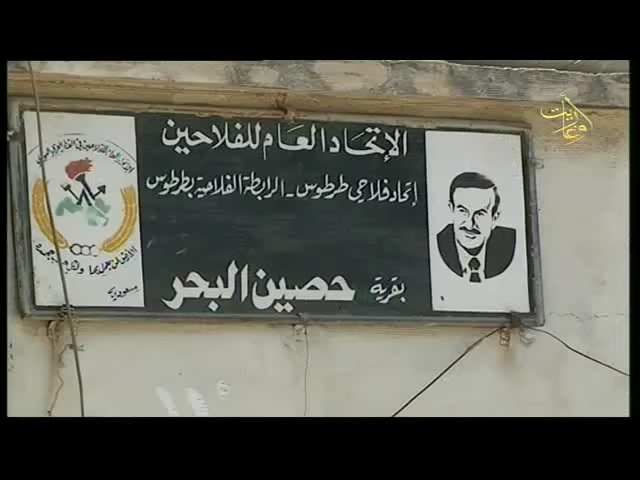 الإتحاد العام للفلاحين
إتحاد فلاحي طرطوس - الرابطة الفلاحية بطرطوس
بقرية حصين البحر